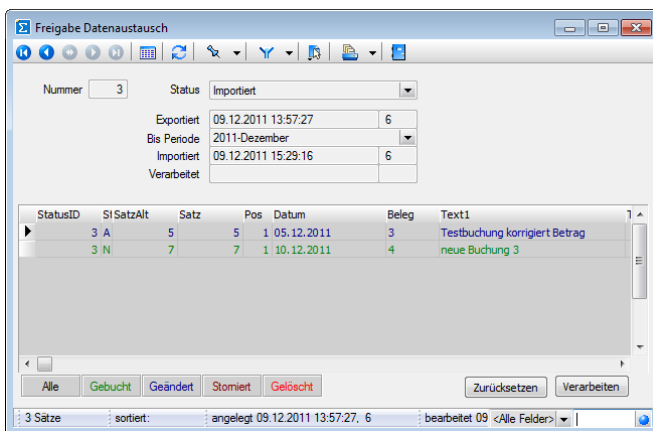 Freigabe Datenaustausch
Nummer 3 Status Importiert
Exportiert 09.12.2011 13:57:27 6
Bis Periode 2011-Dezember
Importiert 09.12.2011 15:29:16 6
Verarbeitet
StatusID St SatzAlt Satz Pos Datum Beleg Text1
3 A 5 5 1 05.12.2011 3 Testbuchung korrigiert Betrag
3 N 7 7 1 10.12.2011 4 neue Buchung 3
Alle Gebucht Geändert Storniert Gelöscht Zurücksetzen Verarbeiten
3 Sätze sortiert: angelegt 09.12.2011 13:57:27, 6 bearbeitet 09 <Alle Felder>